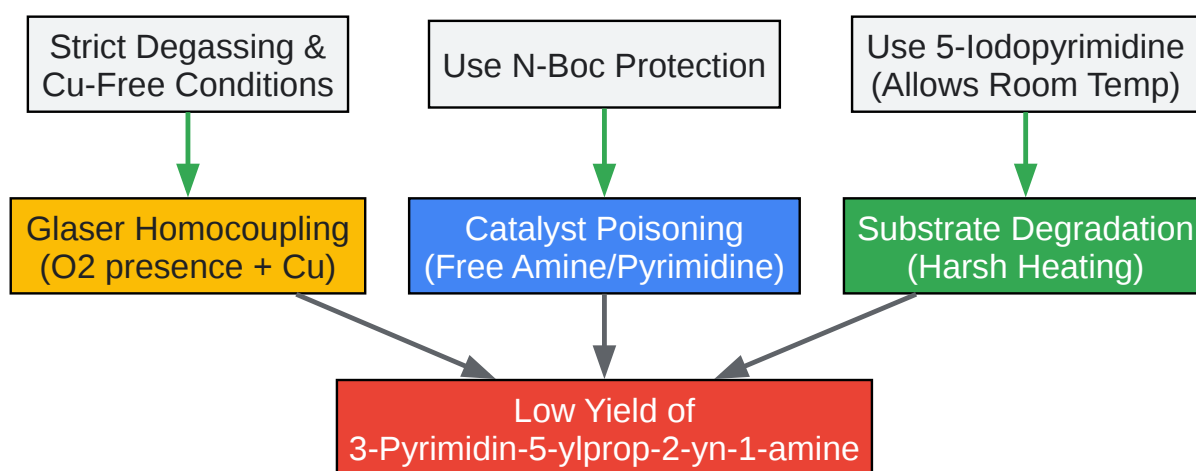 Strict Degassing &
Cu-Free Conditions
Use N-Boc Protection
Use 5-Iodopyrimidine
(Allows Room Temp)
Glaser Homocoupling
(O2 presence + Cu)
Catalyst Poisoning
(Free Amine/Pyrimidine)
Substrate Degradation
(Harsh Heating)
Low Yield of
3-Pyrimidin-5-ylprop-2-yn-1-amine